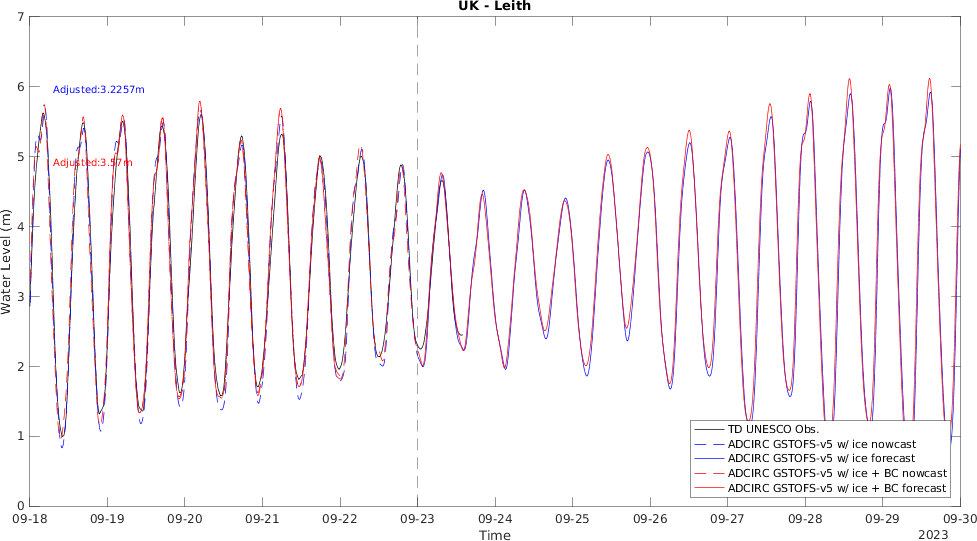 UK - Leith
7
6
5
4
3
2
1
0
Water Level (m)
Adjusted:3.2257m
Adjusted:3.57m
TD UNESCO Obs.
ADCIRC GSTOFS-v5 w/ ice nowcast
ADCIRC GSTOFS-v5 w/ ice forecast
ADCIRC GSTOFS-v5 w/ ice + BC nowcast
ADCIRC GSTOFS-v5 w/ ice + BC forecast
09-18 09-19 09-20 09-21 09-22 09-23 09-24 09-25 09-26 09-27 09-28 09-29 09-30
Time
2023